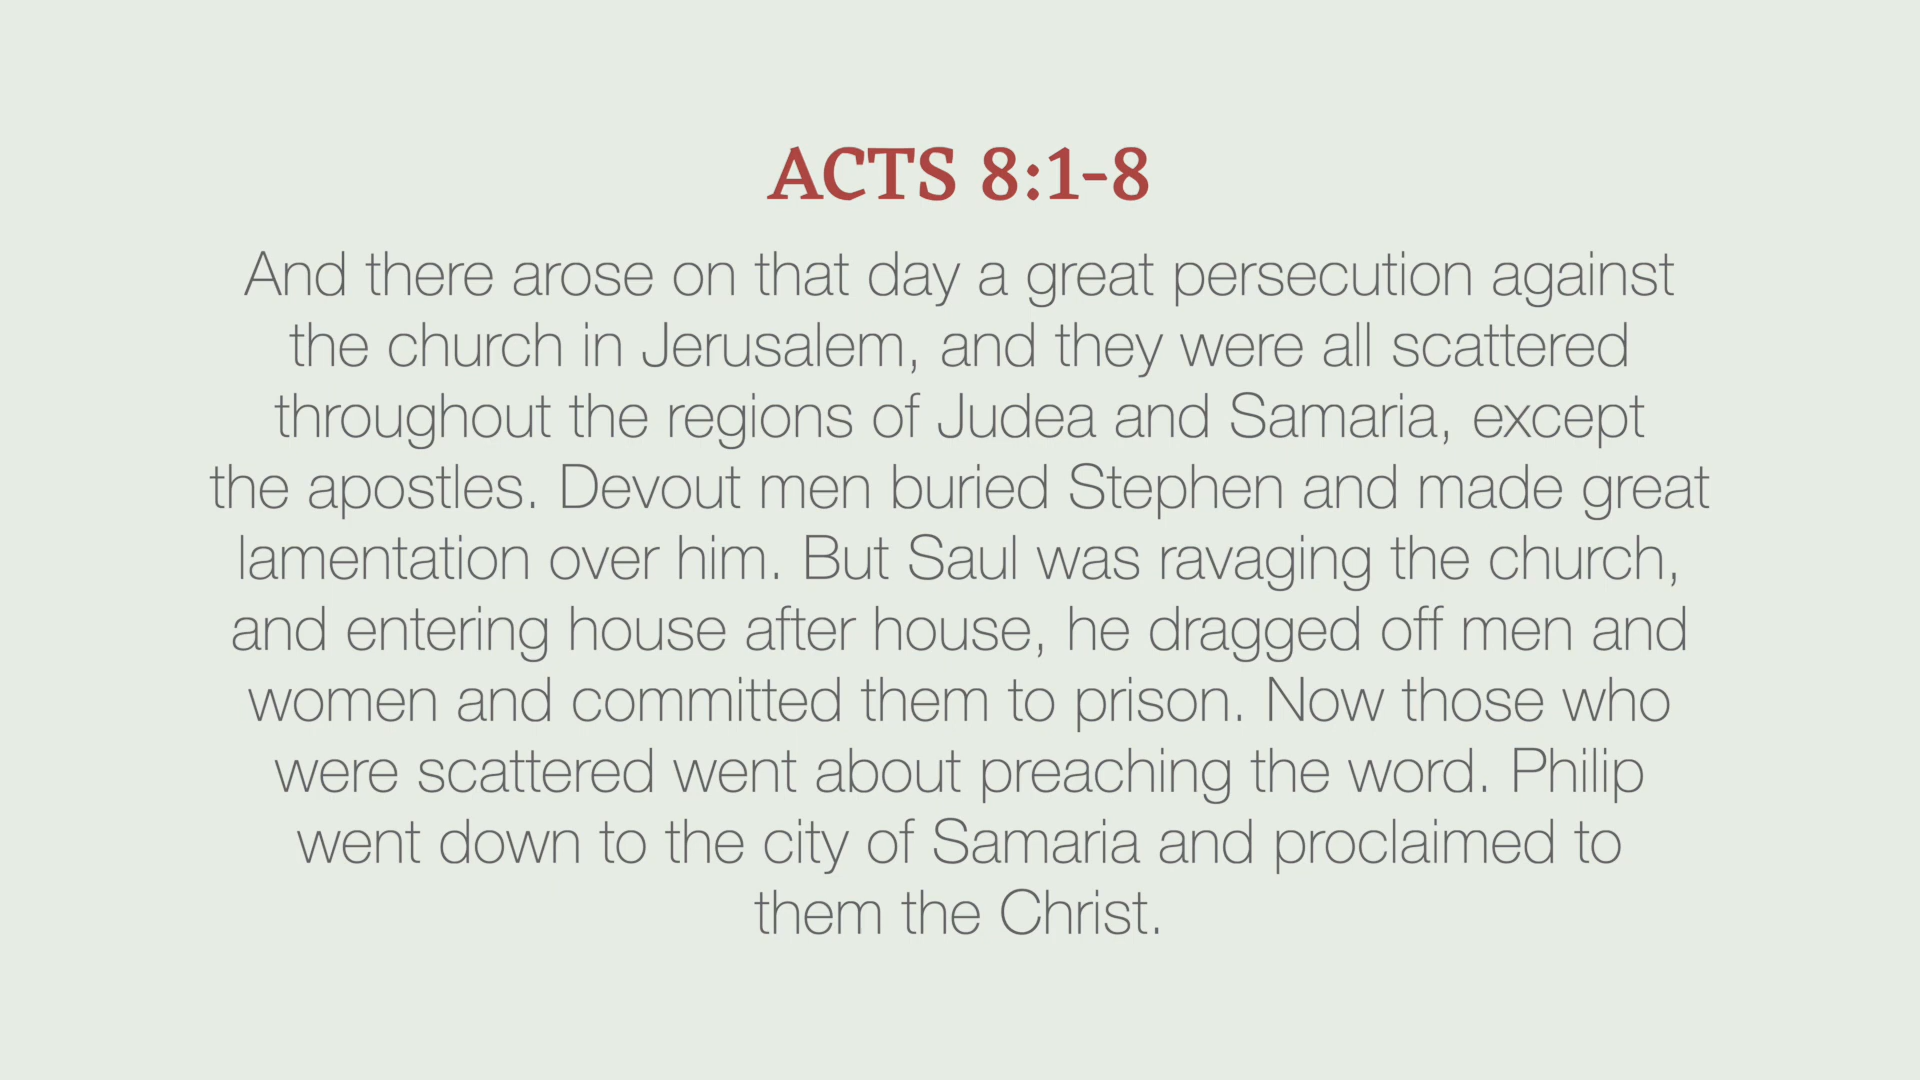 ACTS 8:1-8
And there arose on that day a great persecution against
the church in Jerusalem, and they were all scattered
throughout the regions of Judea and Samaria, except
the apostles. Devout men buried Stephen and made great
lamentation over him. But Saul was ravaging the church,
and entering house after house, he dragged off men and
women and committed them to prison. Now those who
were scattered went about preaching the word. Philip
went down to the city of Samaria and proclaimed to
them the Christ.